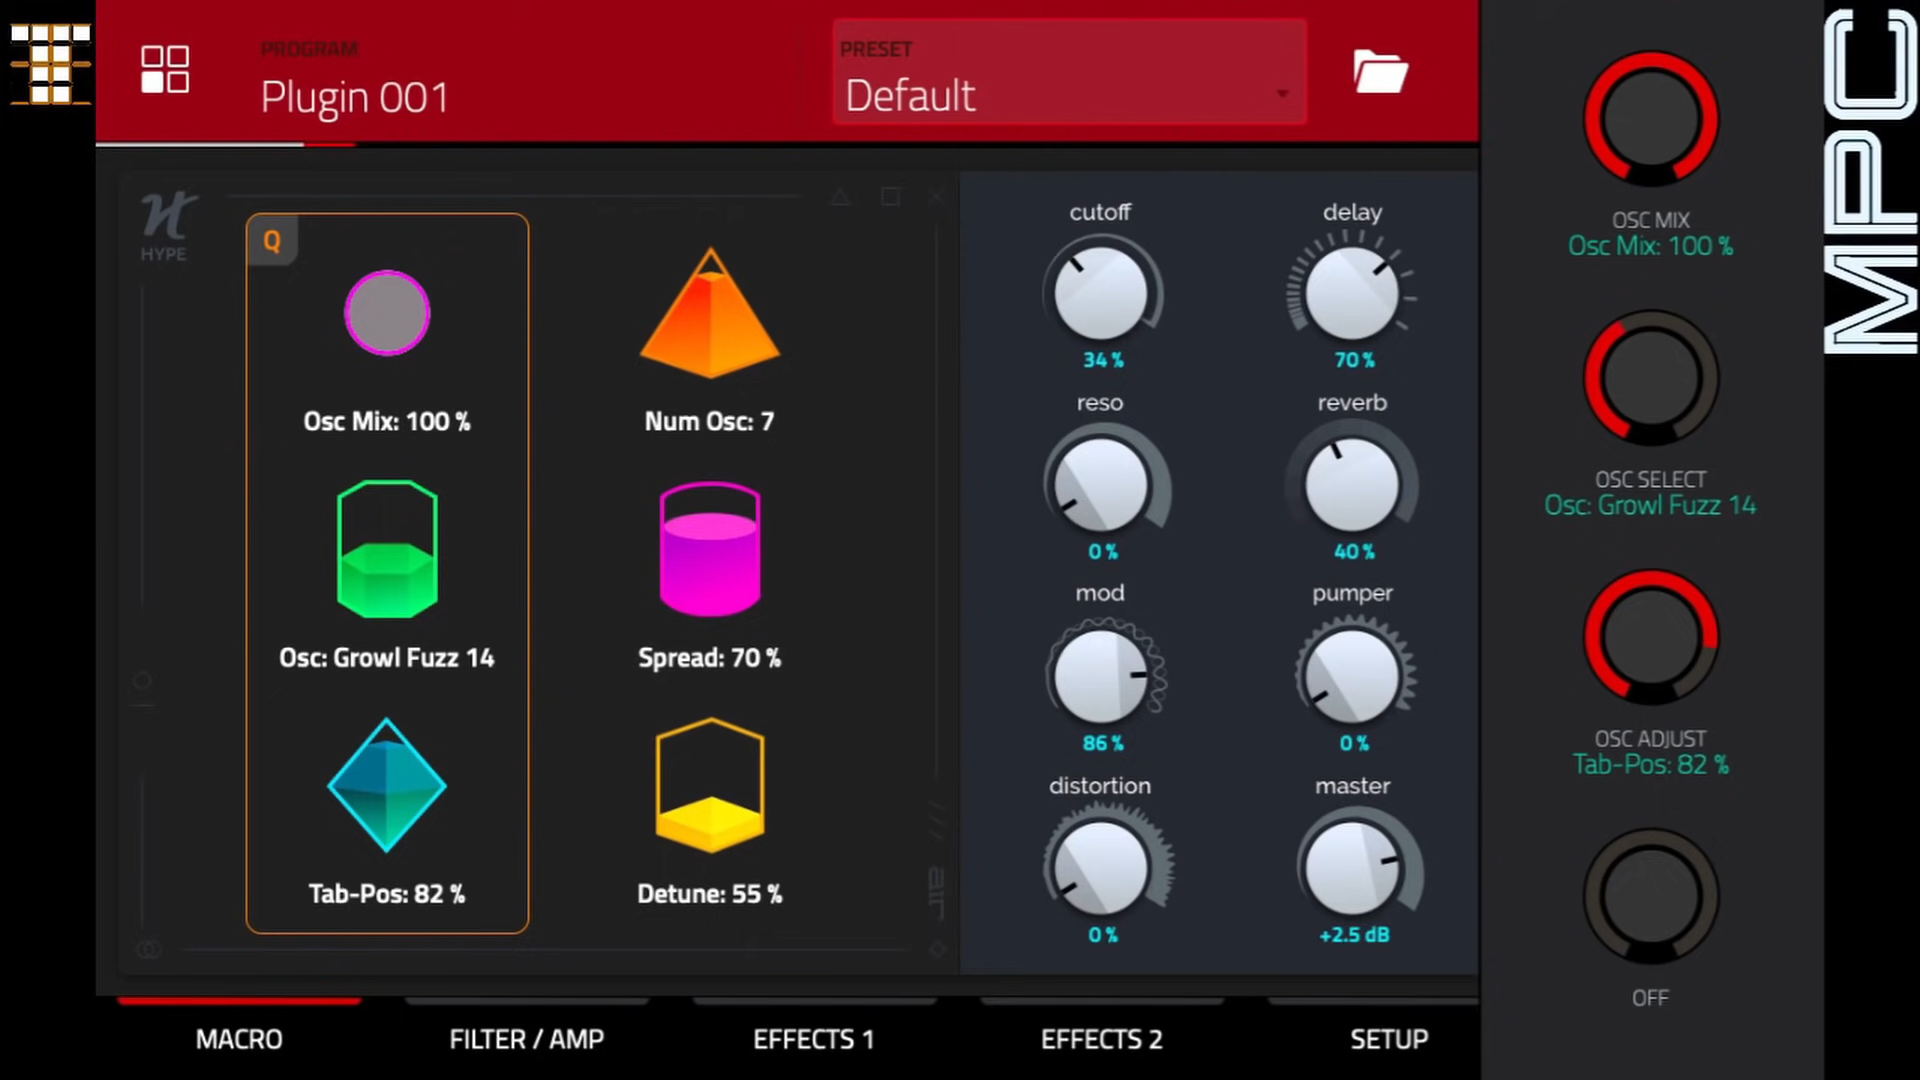 PROGRAM
Plugin 001
PRESET
Default
HYPE
Q
Osc Mix: 100 %
Num Osc: 7
Osc: Growl Fuzz 14
Spread: 70 %
Tab-Pos: 82 %
Detune: 55 %
air
cutoff
34 %
delay
70 %
reso
0 %
reverb
40 %
mod
86 %
pumper
0 %
distortion
0 %
master
+2.5 dB
OSC MIX
Osc Mix: 100 %
OSC SELECT
Osc: Growl Fuzz 14
OSC ADJUST
Tab-Pos: 82 %
OFF
MPC
MACRO
FILTER / AMP
EFFECTS 1
EFFECTS 2
SETUP